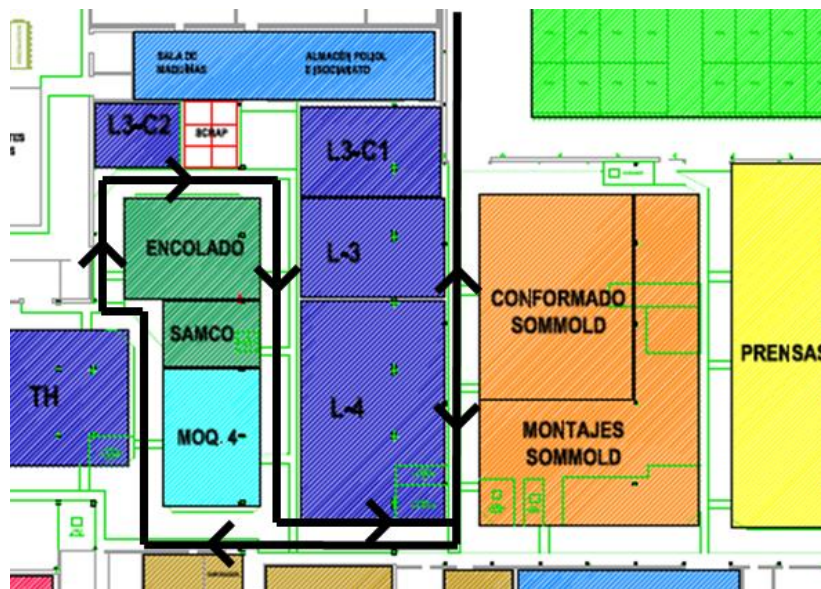 SALA DE
MAQUINAS
ALMACÉN POLIOL
E ISOCIANATO
L3-C2
SCRAP
L3-C1
ENCOLADO
L-3
SAMCO
CONFORMADO
SOMMOLD
PRENSAS
TH
L-4
MOQ. 4
MONTAJES
SOMMOLD